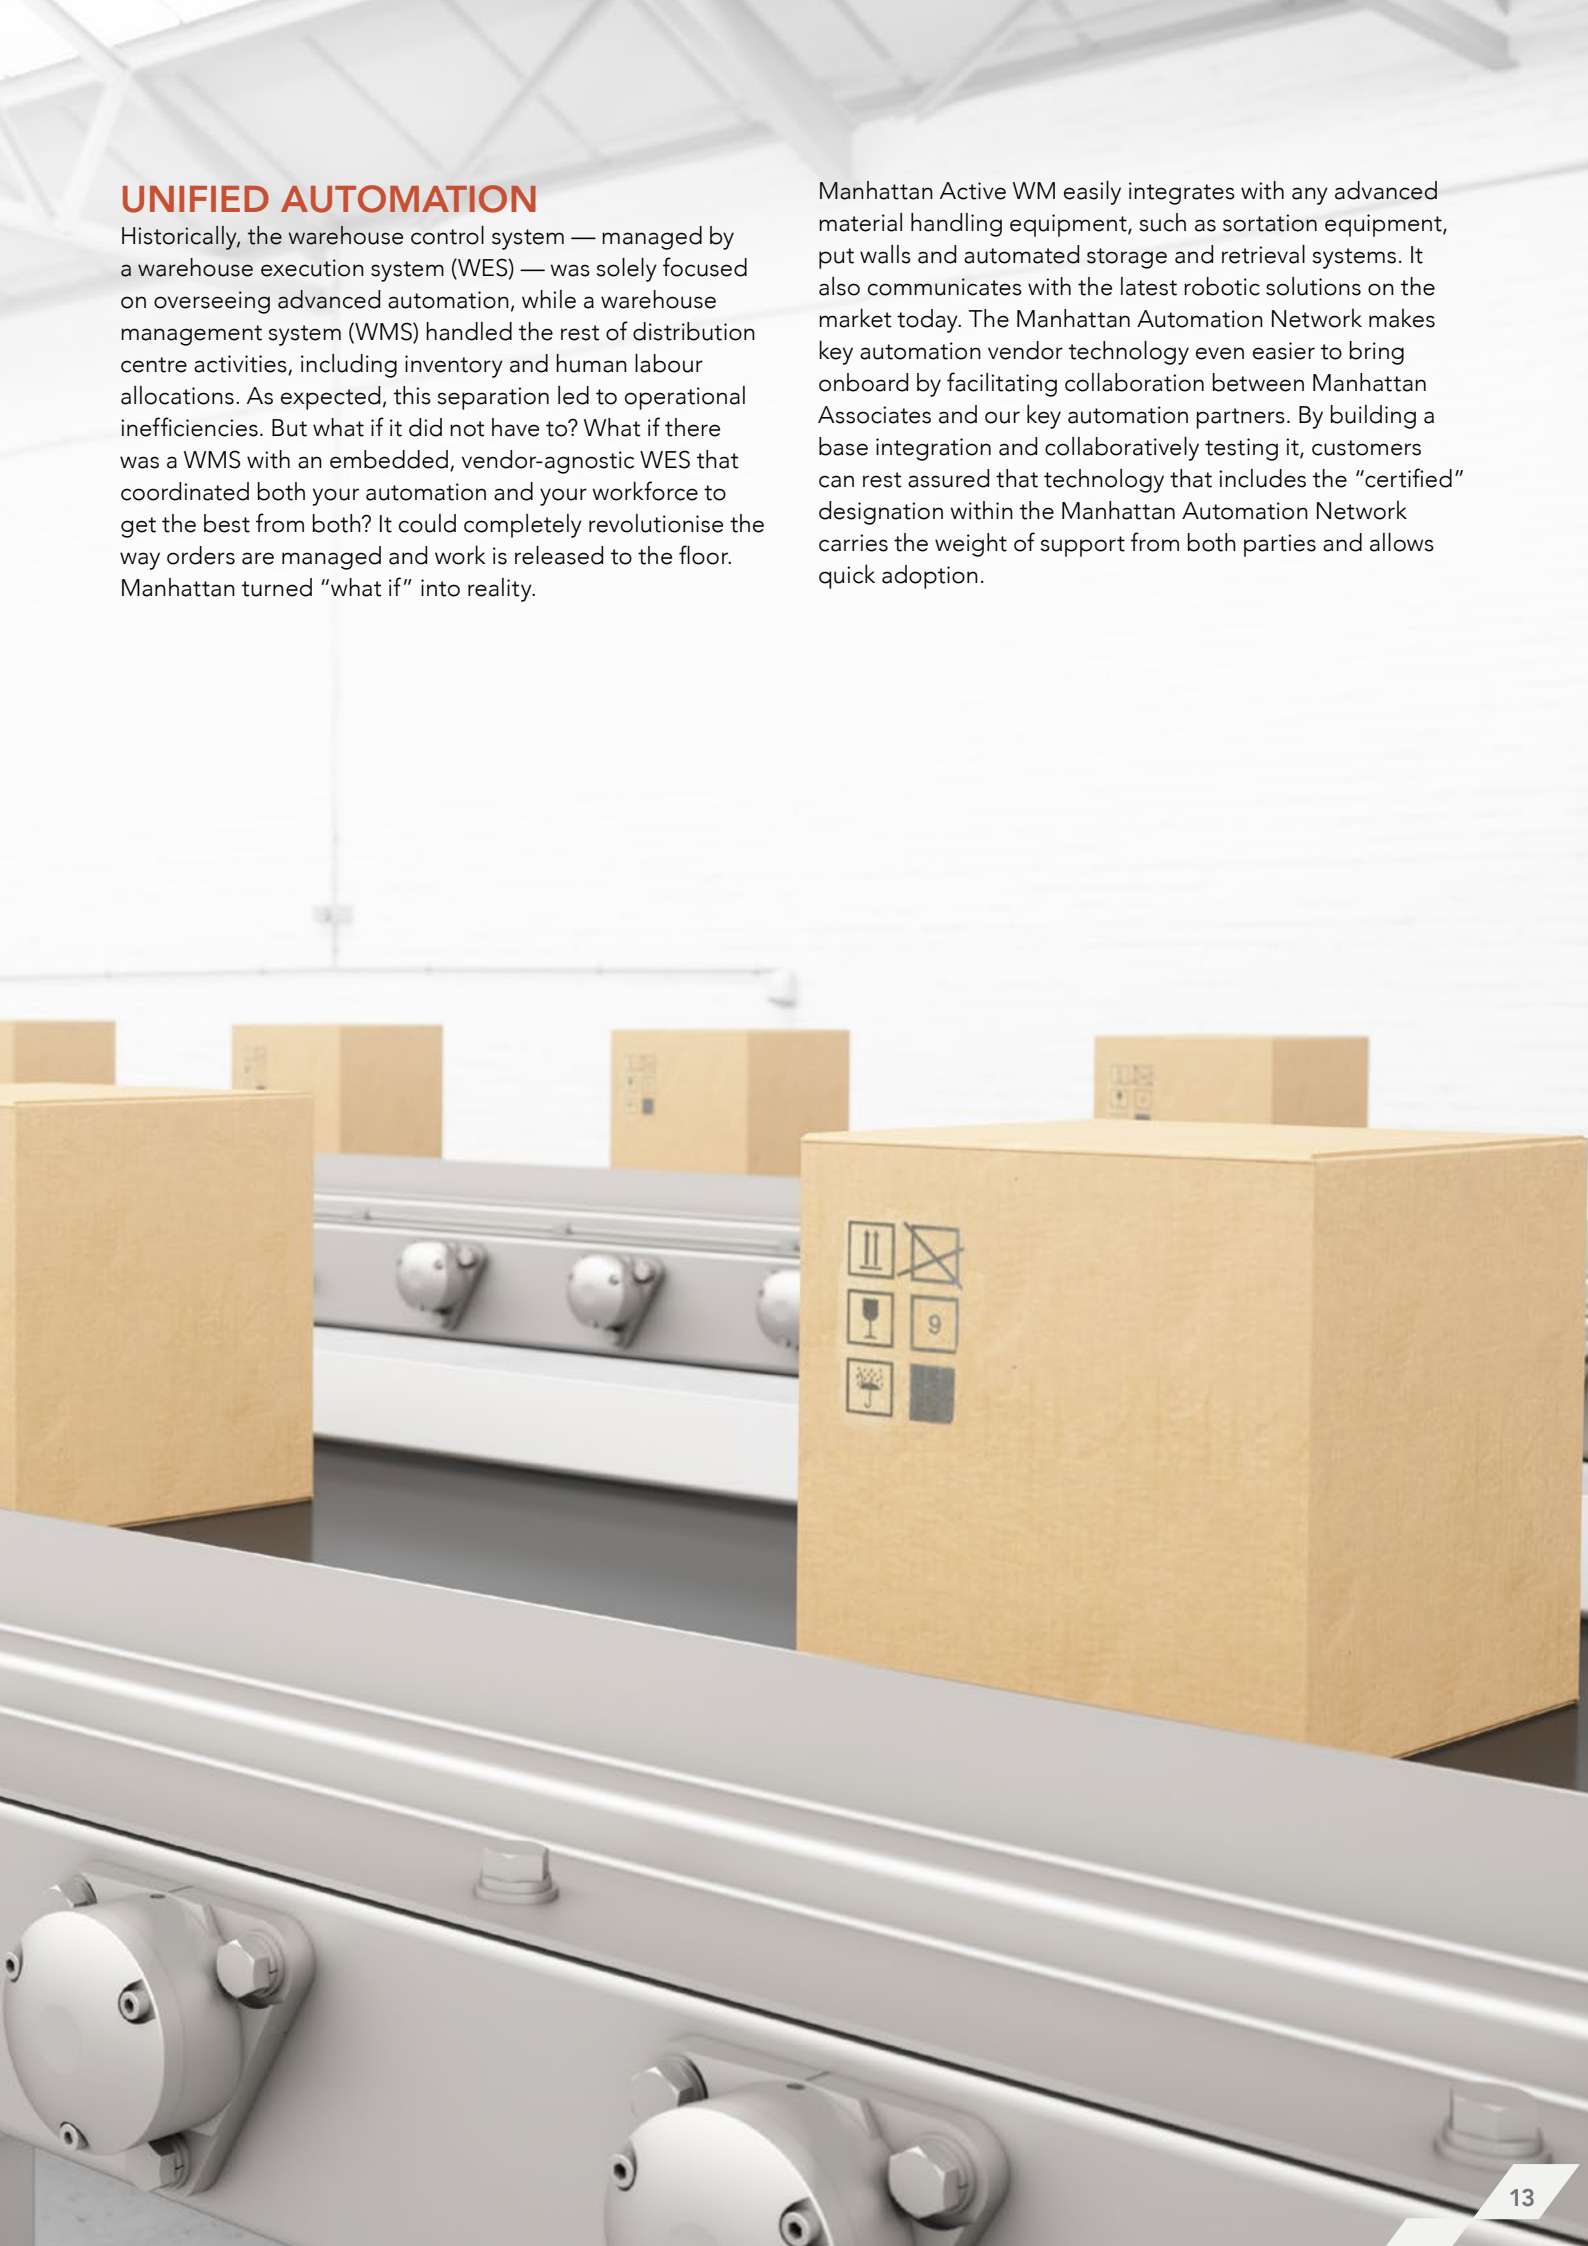 UNIFIED AUTOMATION
Historically, the warehouse control system — managed by
a warehouse execution system (WES) — was solely focused
on overseeing advanced automation, while a warehouse
management system (WMS) handled the rest of distribution
centre activities, including inventory and human labour
allocations. As expected, this separation led to operational
inefficiencies. But what if it did not have to? What if there
was a WMS with an embedded, vendor-agnostic WES that
coordinated both your automation and your workforce to
get the best from both? It could completely revolutionise the
way orders are managed and work is released to the floor.
Manhattan turned “what if” into reality.
Manhattan Active WM easily integrates with any advanced
material handling equipment, such as sortation equipment,
put walls and automated storage and retrieval systems. It
also communicates with the latest robotic solutions on the
market today. The Manhattan Automation Network makes
key automation vendor technology even easier to bring
onboard by facilitating collaboration between Manhattan
Associates and our key automation partners. By building a
base integration and collaboratively testing it, customers
can rest assured that technology that includes the “certified”
designation within the Manhattan Automation Network
carries the weight of support from both parties and allows
quick adoption.
9
13